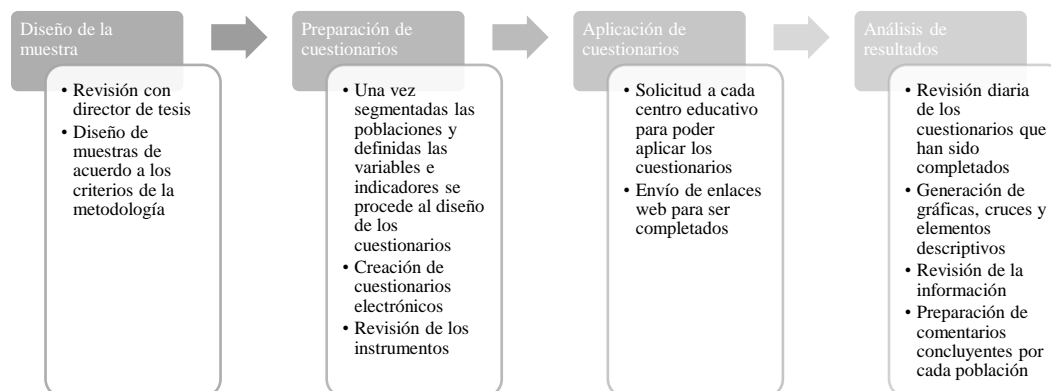 Diseño de la
muestra
• Revisión con
director de tesis
• Diseño de
muestras de
acuerdo a los
criterios de la
metodología
Preparación de
cuestionarios
• Una vez
segmentadas las
poblaciones y
definidas las
variables e
indicadores se
procede al diseño
de los
cuestionarios
• Creación de
cuestionarios
electrónicos
• Revisión de los
instrumentos
Aplicación de
cuestionarios
• Solicitud a cada
centro educativo
para poder
aplicar los
cuestionarios
• Envío de enlaces
web para ser
completados
Análisis de
resultados
• Revisión diaria
de los
cuestionarios que
han sido
completados
• Generación de
gráficas, cruces y
elementos
descriptivos
• Revisión de la
información
• Preparación de
comentarios
concluyentes por
cada población